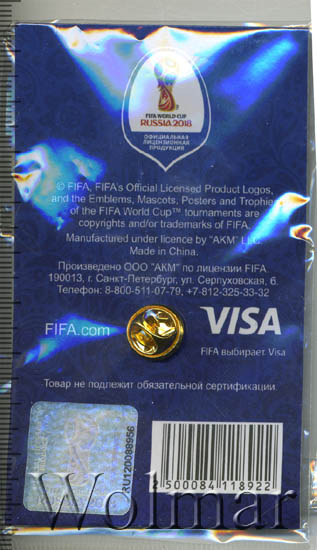 FIFA WORLD CUP
RUSSIA 2018
ОФИЦИАЛЬНАЯ
ЛИЦЕНЗИОННАЯ
ПРОДУКЦИЯ
© FIFA, FIFA's Official Licensed Product Logos,
and the Emblems, Mascots, Posters and Trophies
of the FIFA World Cup™ tournaments are
copyrights and/or trademarks of FIFA.
Manufactured under licence by "AKM" LLC.
Made in China.
Произведено ООО "АКМ" по лицензии FIFA.
190013, г. Санкт-Петербург, ул. Серпуховская, 6.
Телефон: 8-800-511-07-79, +7-812-325-33-32
FIFA.com
VISA
FIFA выбирает Visa
Товар не подлежит обязательной сертификации.
RU120088956
2500084118922
Wolmar